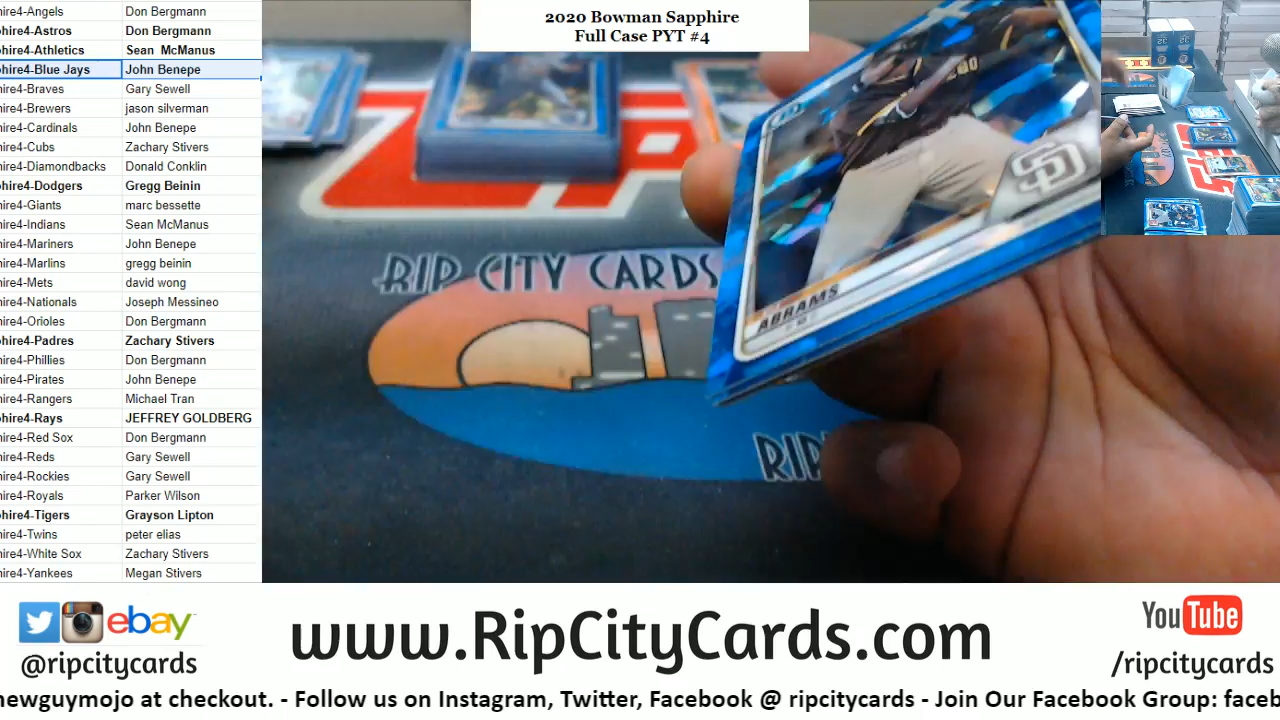 2020 Bowman Sapphire
Full Case PYT #4
hire4-Angels Don Bergmann
hire4-Astros Don Bergmann
hire4-Athletics Sean McManus
hire4-Blue Jays John Benepe
hire4-Braves Gary Sewell
hire4-Brewers jason silverman
hire4-Cardinals John Benepe
hire4-Cubs Zachary Stivers
hire4-Diamondbacks Donald Conklin
hire4-Dodgers Gregg Beinin
hire4-Giants marc bessette
hire4-Indians Sean McManus
hire4-Mariners John Benepe
hire4-Marlins gregg beinin
hire4-Mets david wong
hire4-Nationals Joseph Messineo
hire4-Orioles Don Bergmann
hire4-Padres Zachary Stivers
hire4-Phillies Don Bergmann
hire4-Pirates John Benepe
hire4-Rangers Michael Tran
hire4-Rays JEFFREY GOLDBERG
hire4-Red Sox Don Bergmann
hire4-Reds Gary Sewell
hire4-Rockies Gary Sewell
hire4-Royals Parker Wilson
hire4-Tigers Grayson Lipton
hire4-Twins peter elias
hire4-White Sox Zachary Stivers
hire4-Yankees Megan Stivers
SD
ABRAMS
RIP CITY CARDS
RIP
ebay
@ripcitycards
www.RipCityCards.com
YouTube
/ripcitycards
newguymojo at checkout. - Follow us on Instagram, Twitter, Facebook @ ripcitycards - Join Our Facebook Group: faceb